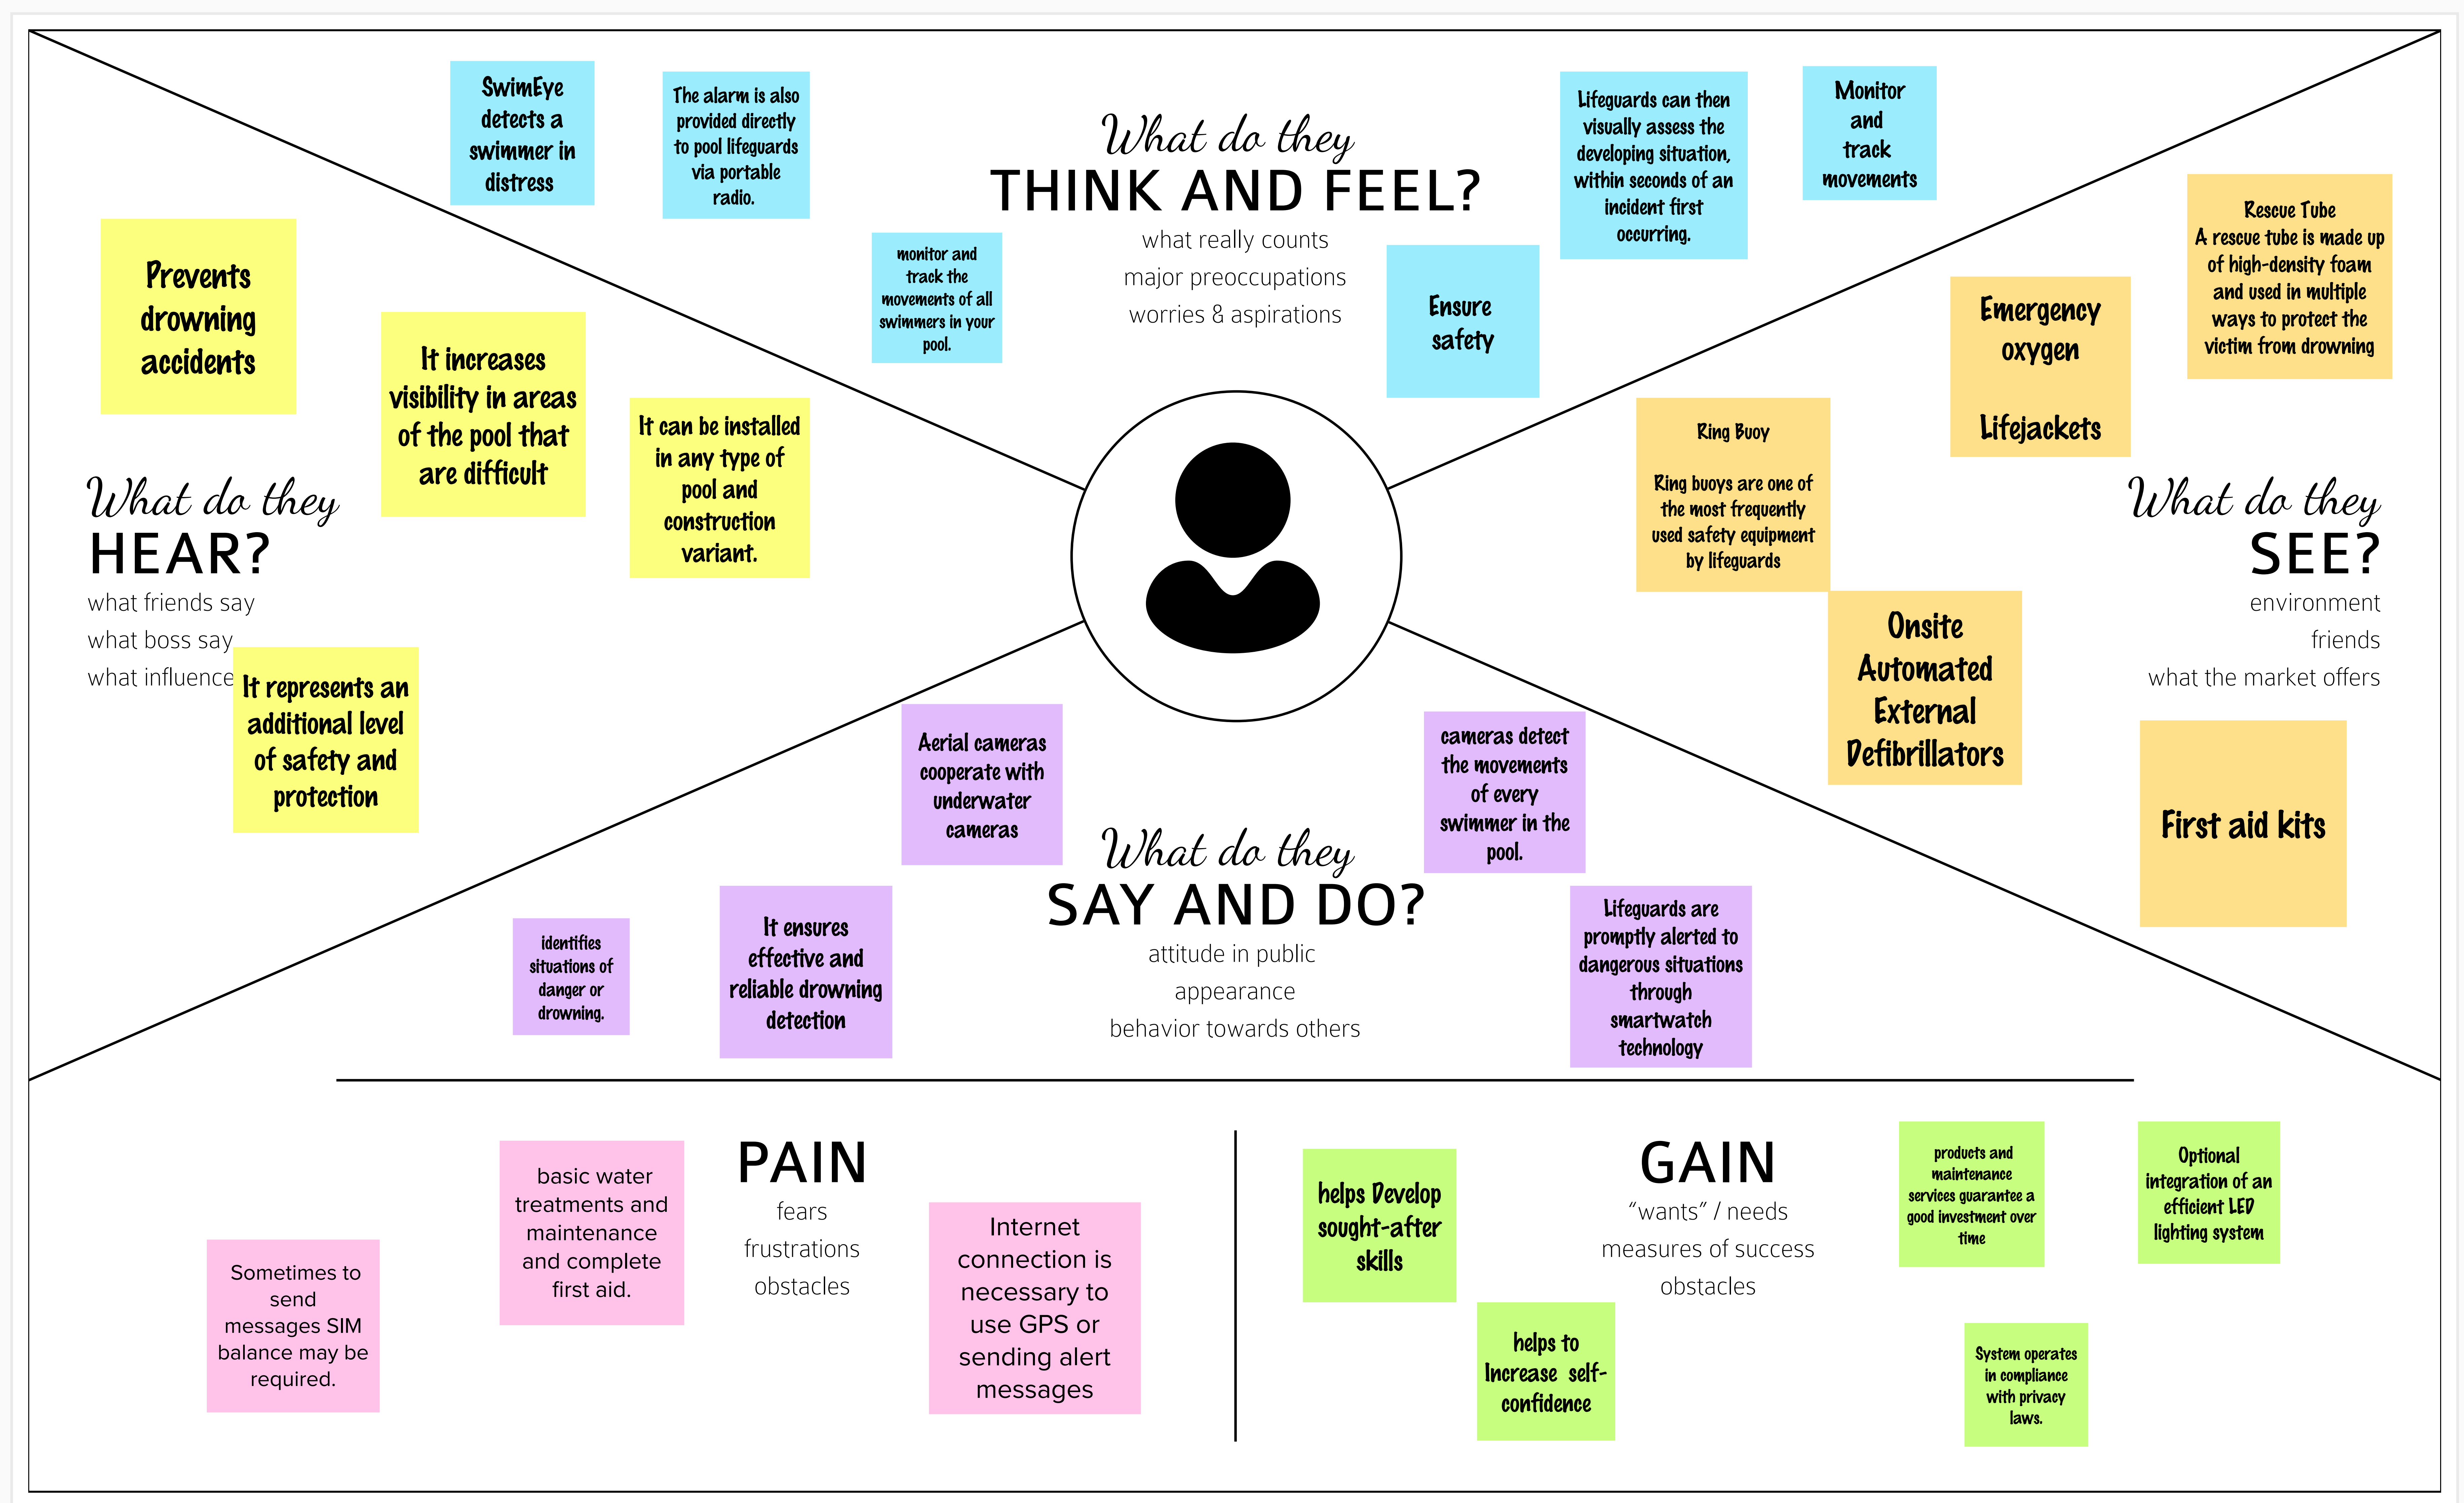 SwimEye
detects a
swimmer in
distress
The alarm is also
provided directly
to pool lifeguards
via portable
radio.
monitor and
track the
movements of all
swimmers in your
pool.
What do they
THINK AND FEEL?
what really counts
major preoccupations
worries & aspirations
Ensure
safety
Lifeguards can then
visually assess the
developing situation,
within seconds of an
incident first
occurring.
Monitor
and
track
movements
Prevents
drowning
accidents
It increases
visibility in areas
of the pool that
are difficult
It can be installed
in any type of
pool and
construction
variant.
What do they
HEAR?
what friends say
what boss say
what influence
It represents an
additional level
of safety and
protection
Rescue Tube
A rescue tube is made up
of high-density foam
and used in multiple
ways to protect the
victim from drowning
Emergency
oxygen
Lifejackets
Ring Buoy
Ring buoys are one of
the most frequently
used safety equipment
by lifeguards
What do they
SEE?
environment
friends
what the market offers
Onsite
Automated
External
Defibrillators
First aid kits
Aerial cameras
cooperate with
underwater
cameras
cameras detect
the movements
of every
swimmer in the
pool.
What do they
SAY AND DO?
attitude in public
appearance
behavior towards others
identifies
situations of
danger or
drowning.
It ensures
effective and
reliable drowning
detection
Lifeguards are
promptly alerted to
dangerous situations
through
smartwatch
technology
PAIN
fears
frustrations
obstacles
Sometimes to
send
messages SIM
balance may be
required.
basic water
treatments and
maintenance
and complete
first aid.
Internet
connection is
necessary to
use GPS or
sending alert
messages
GAIN
“wants” / needs
measures of success
obstacles
helps Develop
sought-after
skills
helps to
Increase self-
confidence
products and
maintenance
services guarantee a
good investment over
time
Optional
integration of an
efficient LED
lighting system
System operates
in compliance
with privacy
laws.